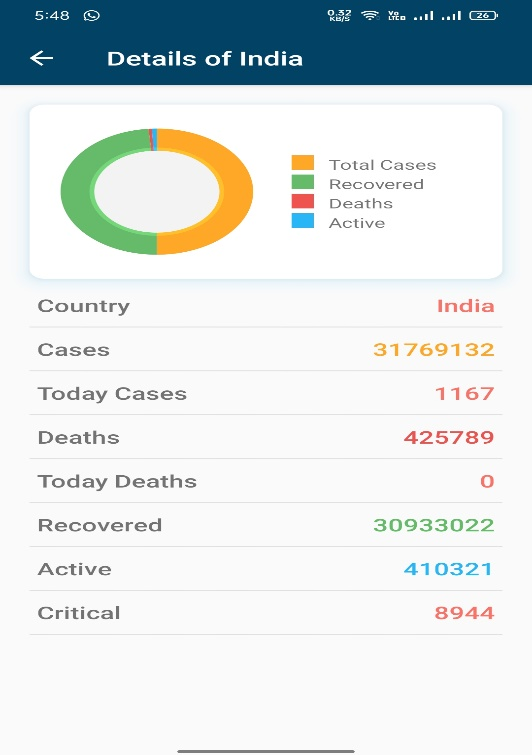 5:48 0.32 KB/S Vo LTE 26
Details of India
Total Cases
Recovered
Deaths
Active
Country India
Cases 31769132
Today Cases 1167
Deaths 425789
Today Deaths 0
Recovered 30933022
Active 410321
Critical 8944